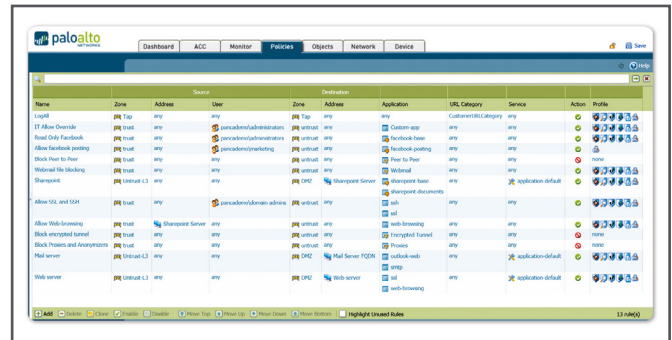 paloalto
NETWORKS
Dashboard ACC Monitor Policies Objects Network Device
Save
Help
Source Destination
Name Zone Address User Zone Address Application URL Category Service Action Profile
LogAll Tap any any Tap any any CustomerURLCategory any
IT Allow Override trust any pancademo\administrators untrust any Custom-app any any
Read Only Facebook trust any pancademo\administrators untrust any facebook-base any any
Allow facebook posting trust any pancademo\marketing untrust any facebook-posting any any
Block Peer to Peer trust any any untrust any Peer to Peer any any none
Webmail file blocking trust any any untrust any Webmail any any
Sharepoint Untrust-L3 any any DMZ Sharepoint Server sharepoint-base any application-default
sharepoint-documents
Allow SSL and SSH trust any pancademo\domain admins untrust any ssh any any
ssl
Allow Web-browsing trust Sharepoint Server any untrust any web-browsing any any
Block encrypted tunnel trust any any untrust any Encrypted Tunnel any any none
Block Proxies and Anonymizers trust any any untrust any Proxies any any none
Mail server Untrust-L3 any any DMZ Mail Server FQDN outlook-web any application-default
smtp
Web server Untrust-L3 any any DMZ Web-server ssl any application-default
web-browsing
Add Delete Clone Enable Disable Move Top Move Up Move Down Move Bottom Highlight Unused Rules 13 rule(s)